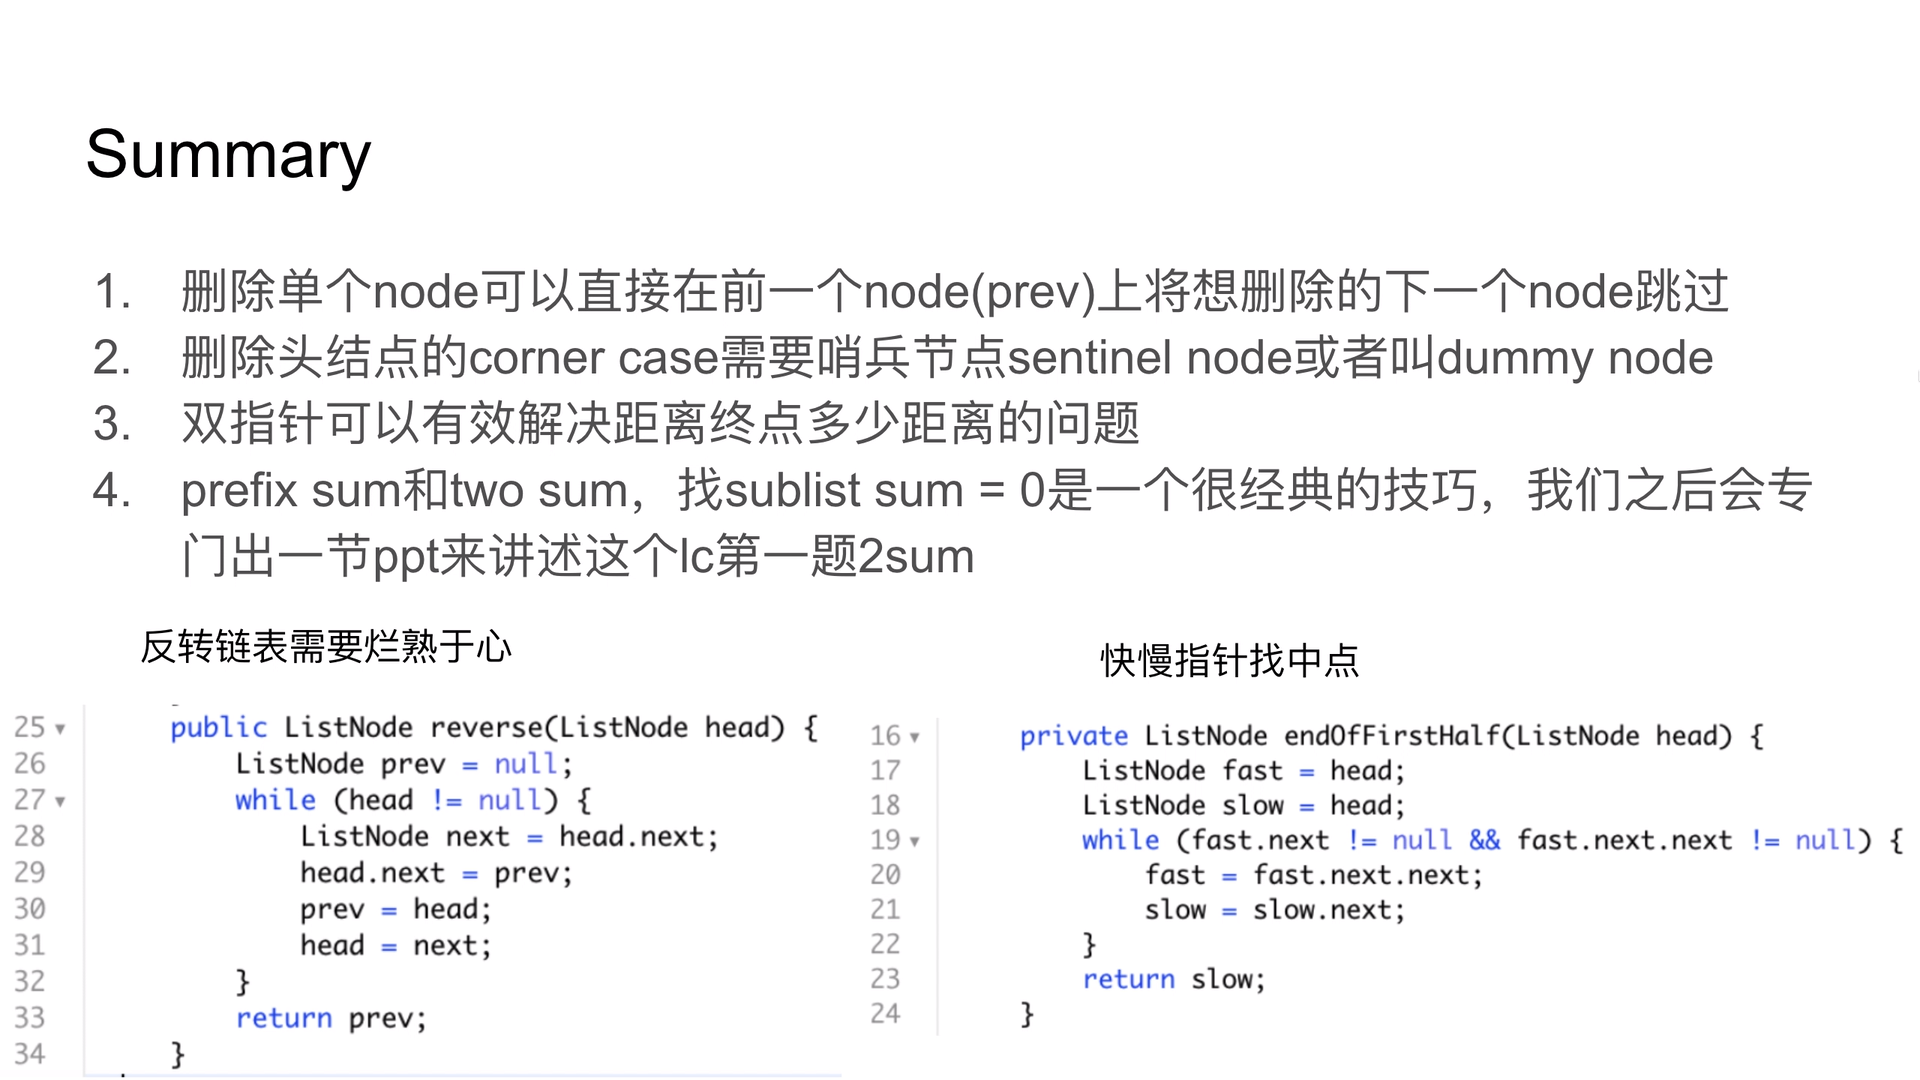 Summary
1. 删除单个node可以直接在前一个node(prev)上将想删除的下一个node跳过
2. 删除头结点的corner case需要哨兵节点sentinel node或者叫dummy node
3. 双指针可以有效解决距离终点多少距离的问题
4. prefix sum和two sum，找sublist sum = 0是一个很经典的技巧，我们之后会专
门出一节ppt来讲述这个lc第一题2sum
反转链表需要烂熟于心
25 public ListNode reverse(ListNode head) {
26 ListNode prev = null;
27 while (head != null) {
28 ListNode next = head.next;
29 head.next = prev;
30 prev = head;
31 head = next;
32 }
33 return prev;
34 }
快慢指针找中点
16 private ListNode endOfFirstHalf(ListNode head) {
17 ListNode fast = head;
18 ListNode slow = head;
19 while (fast.next != null && fast.next.next != null) {
20 fast = fast.next.next;
21 slow = slow.next;
22 }
23 return slow;
24 }